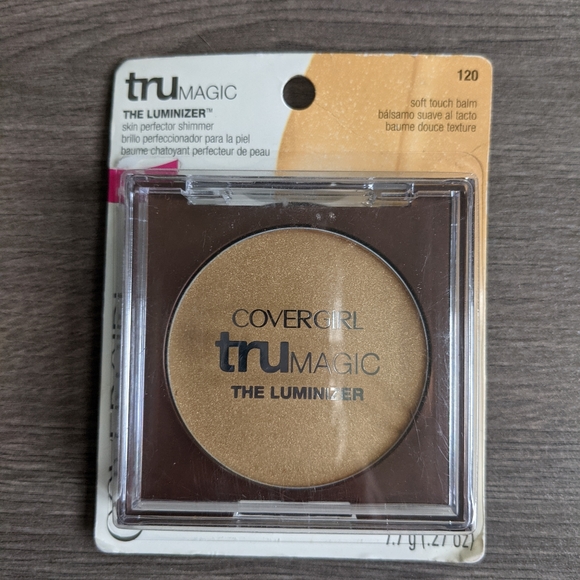 truMAGIC
THE LUMINIZER™
skin perfector shimmer
brillo perfeccionador para la piel
baume chatoyant perfecteur de peau
120
soft touch balm
bálsamo suave al tacto
baume douce texture
COVERGIRL
truMAGIC
THE LUMINIZER
7.7 g (.27 oz)